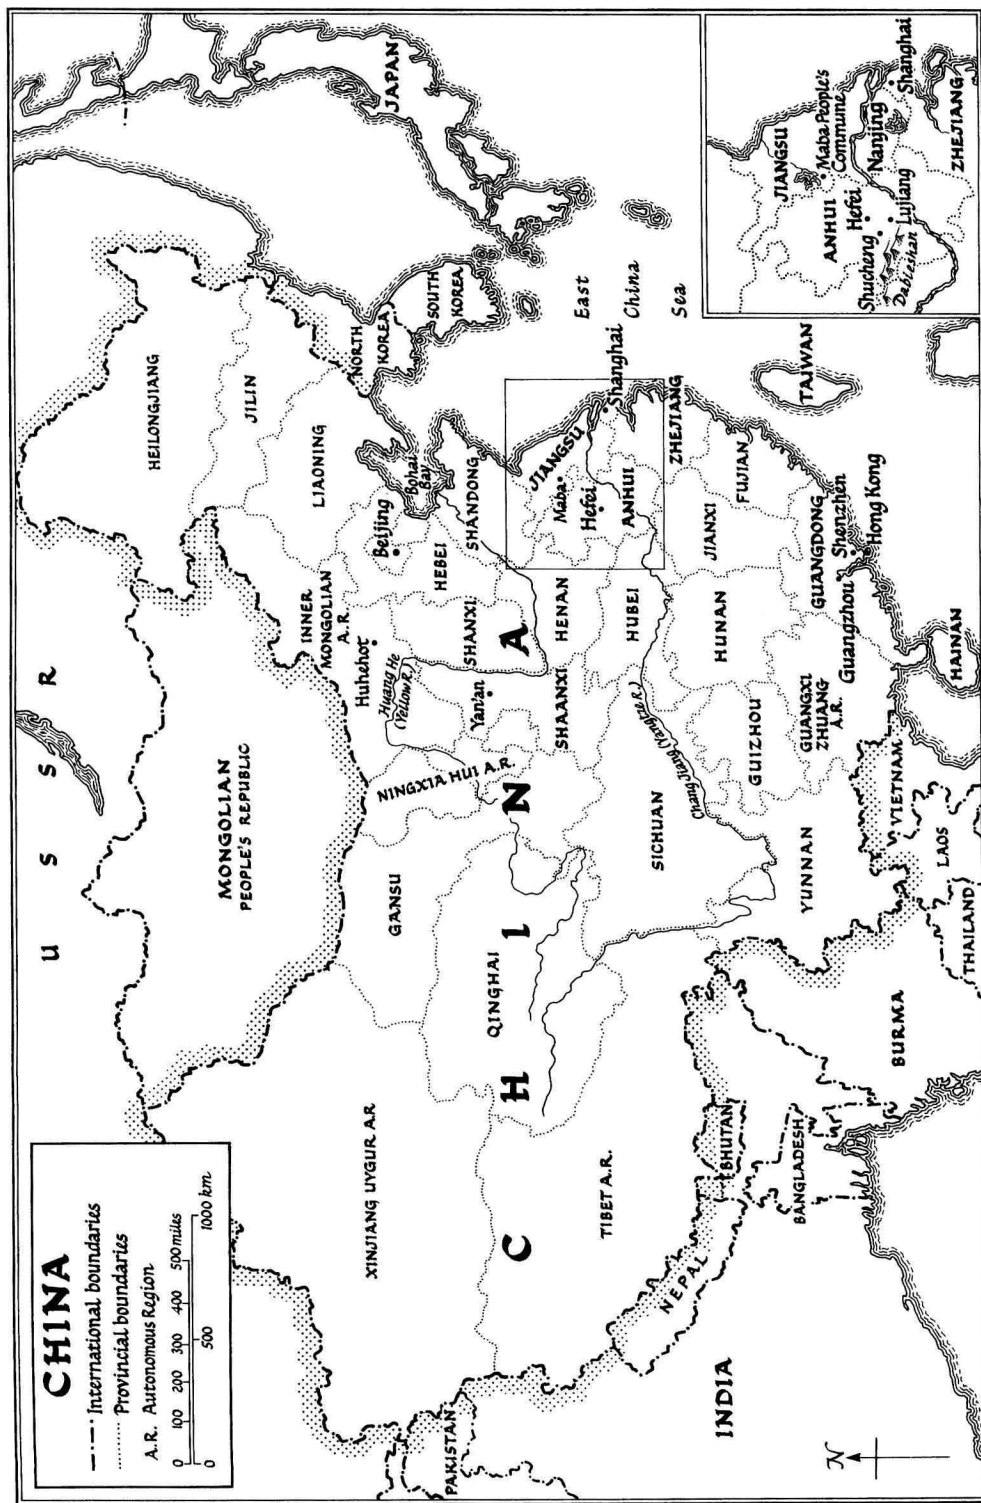 CHINA
International boundaries
Provincial boundaries
A.R. Autonomous Region
0 100 200 300 400 500 miles
0 500 1000 km
U S S R
MONGOLIAN
PEOPLE'S REPUBLIC
HEILONGJIANG
JILIN
LIAONING
INNER
MONGOLIAN
A.R.
Huhehot
Beijing
Bohai
Bay
NORTH
KOREA
SOUTH
KOREA
JAPAN
XINJIANG UYGUR A.R
GANSU
NINGXIA HUI A.R.
Huang He
(Yellow R.)
Yan'an
SHANXI
HEBEI
SHANDONG
QINGHAI
C H I N A
SHAANXI
HENAN
JIANGSU
Maba
Hefei
ANHUI
Shanghai
East
China
Sea
TIBET A.R.
SICHUAN
Chang Jiang (Yangtze R.)
HUBEI
ZHEJIANG
HUNAN
JIANXI
FUJIAN
GUIZHOU
YUNNAN
GUANGXI
ZHUANG
A.R.
GUANGDONG
Guangzhou
Shenzhen
Hong Kong
TAIWAN
HAINAN
PAKISTAN
NEPAL
BHUTAN
BANGLADESH
INDIA
BURMA
VIETNAM
LAOS
THAILAND
N
JIANGSU
Maba People's
Commune
ANHUI
Hefei
Nanjing
Shanghai
Shucheng
Dabieshan
Lujiang
ZHEJIANG